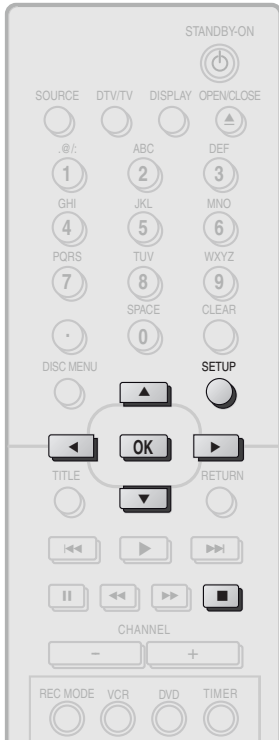 STANDBY-ON
SOURCE DTV/TV DISPLAY OPEN/CLOSE
.@/: ABC DEF
1 2 3
GHI JKL MNO
4 5 6
PQRS TUV WXYZ
7 8 9
SPACE CLEAR
· 0
DISC MENU SETUP
OK
TITLE RETURN
CHANNEL
− +
REC MODE VCR DVD TIMER